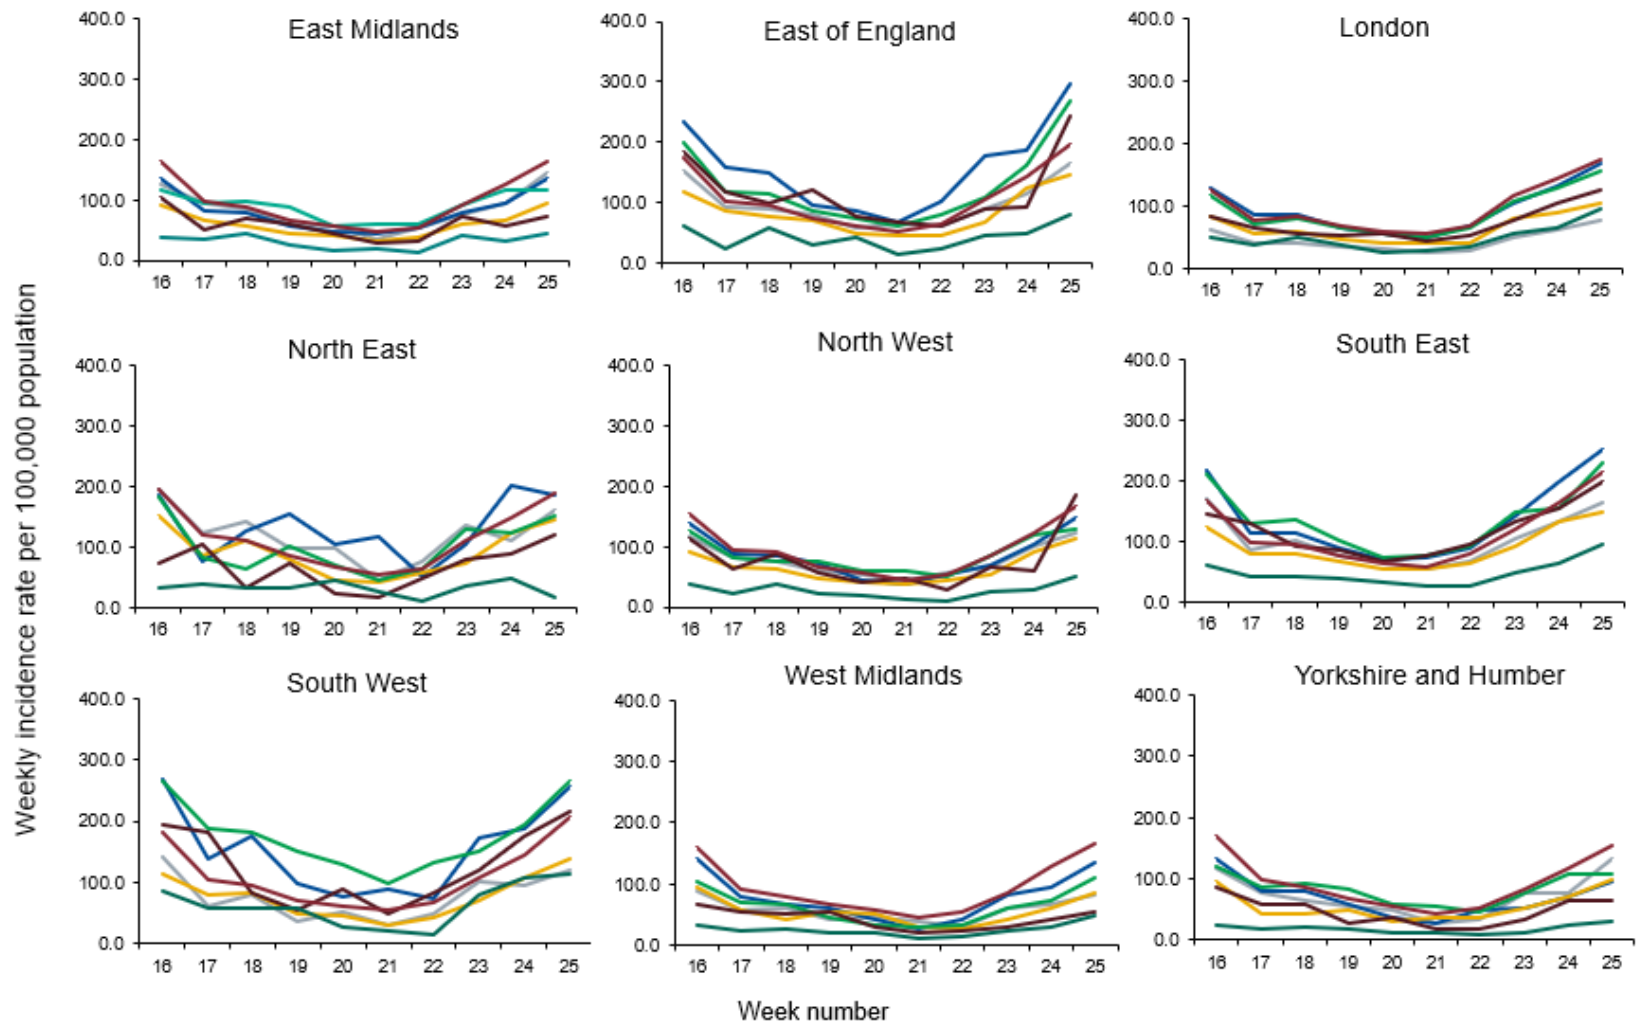 Weekly incidence rate per 100,000 population
East Midlands
400.0
300.0
200.0
100.0
0.0
16 17 18 19 20 21 22 23 24 25
East of England
400.0
300.0
200.0
100.0
0.0
16 17 18 19 20 21 22 23 24 25
London
400.0
300.0
200.0
100.0
0.0
16 17 18 19 20 21 22 23 24 25
North East
400.0
300.0
200.0
100.0
0.0
16 17 18 19 20 21 22 23 24 25
North West
400.0
300.0
200.0
100.0
0.0
16 17 18 19 20 21 22 23 24 25
South East
400.0
300.0
200.0
100.0
0.0
16 17 18 19 20 21 22 23 24 25
South West
400.0
300.0
200.0
100.0
0.0
16 17 18 19 20 21 22 23 24 25
West Midlands
400.0
300.0
200.0
100.0
0.0
16 17 18 19 20 21 22 23 24 25
Yorkshire and Humber
400.0
300.0
200.0
100.0
0.0
16 17 18 19 20 21 22 23 24 25
Week number